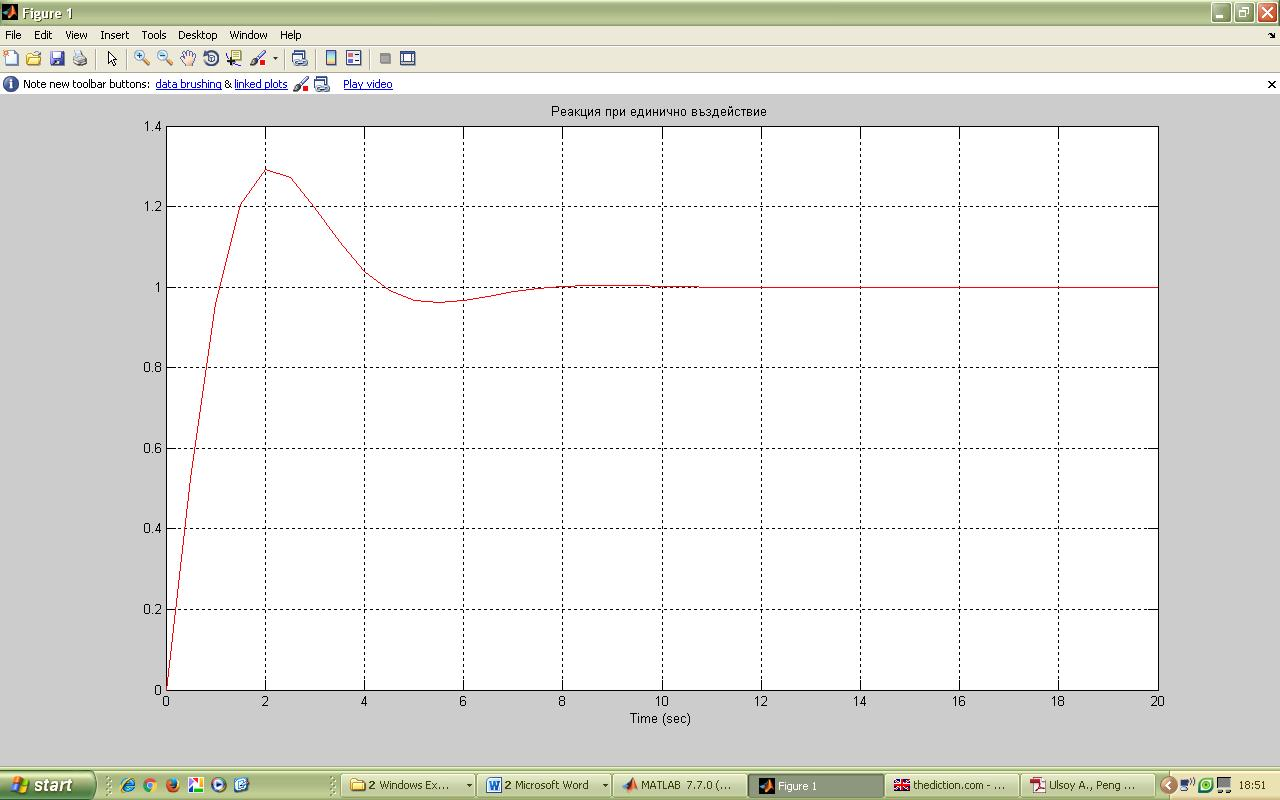 Figure 1
File Edit View Insert Tools Desktop Window Help
Note new toolbar buttons: data brushing & linked plots Play video
Реакция при единично въздействие
1.4
1.2
1
0.8
0.6
0.4
0.2
0
0 2 4 6 8 10 12 14 16 18 20
Time (sec)
start 2 Windows Ex... 2 Microsoft Word MATLAB 7.7.0 (... Figure 1 thediction.com - ... Ulsoy A., Peng ... 18:51